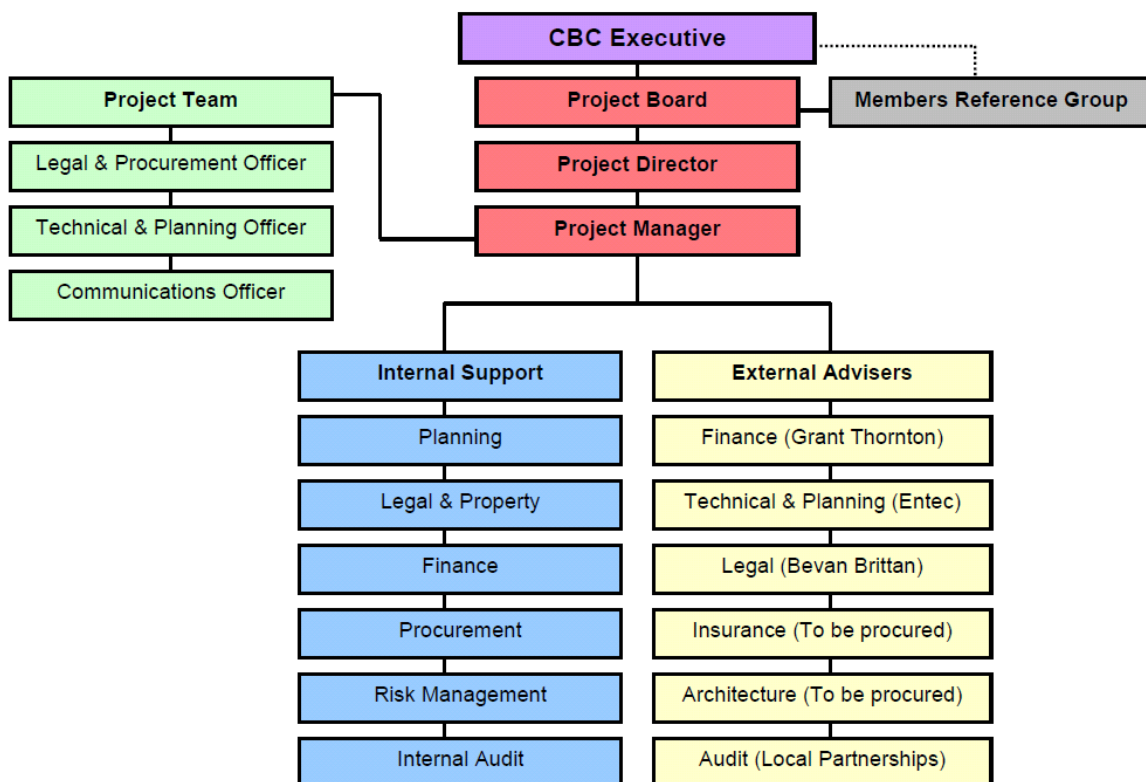 CBC Executive
Project Team
Project Board
Members Reference Group
Legal & Procurement Officer
Project Director
Technical & Planning Officer
Project Manager
Communications Officer
Internal Support
External Advisers
Planning
Finance (Grant Thornton)
Legal & Property
Technical & Planning (Entec)
Finance
Legal (Bevan Brittan)
Procurement
Insurance (To be procured)
Risk Management
Architecture (To be procured)
Internal Audit
Audit (Local Partnerships)